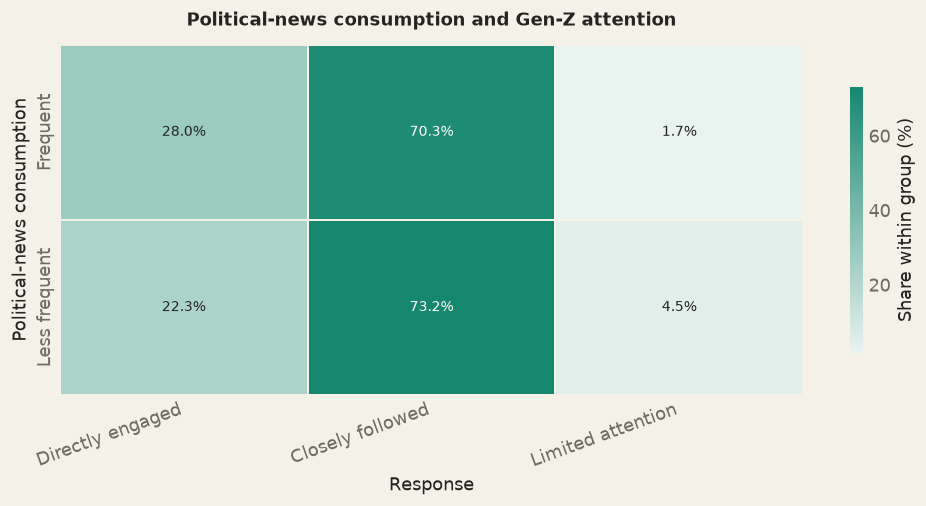 Political-news consumption and Gen-Z attention
Political-news consumption
Frequent
Less frequent
28.0%
70.3%
1.7%
22.3%
73.2%
4.5%
Directly engaged
Closely followed
Limited attention
Response
60
40
20
Share within group (%)